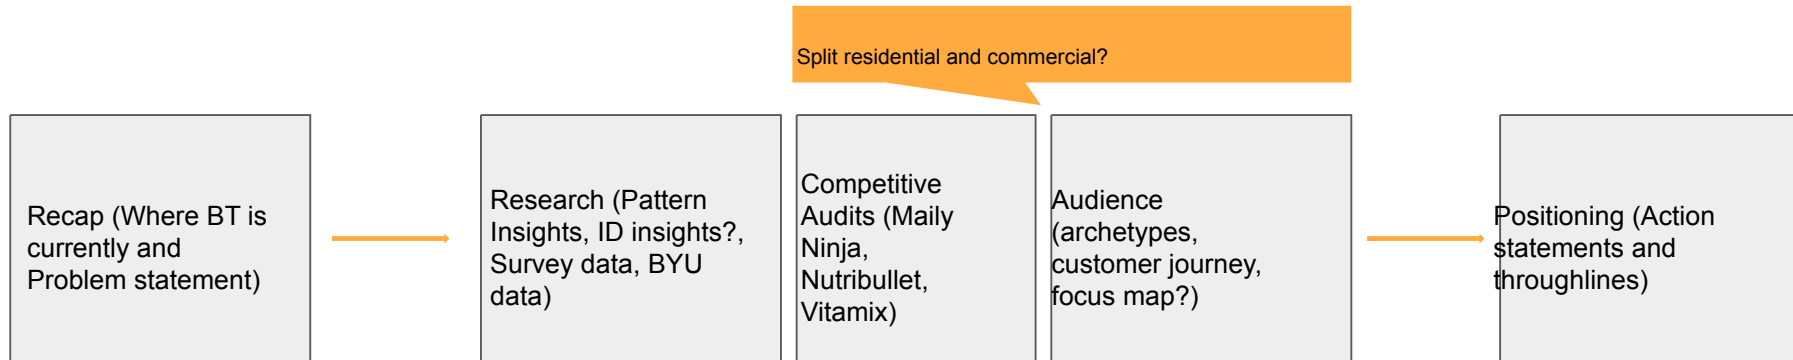 Split residential and commercial?
Recap (Where BT is
currently and
Problem statement)
Research (Pattern
Insights, ID insights?,
Survey data, BYU
data)
Competitive
Audits (Maily
Ninja,
Nutribullet,
Vitamix)
Audience
(archetypes,
customer journey,
focus map?)
Positioning (Action
statements and
throughlines)